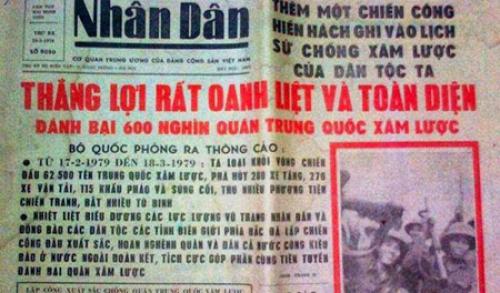 Nhân Dân
CƠ QUAN TRUNG ƯƠNG CỦA ĐẢNG CỘNG SẢN VIỆT NAM
THÊM MỘT CHIẾN CÔNG
HIỂN HÁCH GHI VÀO LỊCH
SỬ CHỐNG XÂM LƯỢC
CỦA DÂN TỘC TA
THẮNG LỢI RẤT OANH LIỆT VÀ TOÀN DIỆN
ĐÁNH BẠI 600 NGHÌN QUÂN TRUNG QUỐC XÂM LƯỢC
BỘ QUỐC PHÒNG RA THÔNG CÁO :
• TỪ 17-2-1979 ĐẾN 18-3-1979 : TA LOẠI KHỎI VÒNG CHIẾN
ĐẤU 62 500 TÊN TRUNG QUỐC XÂM LƯỢC, PHÁ HỦY 280 XE TĂNG, 270
XE VẬN TẢI, 115 KHẨU PHÁO VÀ SÚNG CỐI, THU NHIỀU PHƯƠNG TIỆN
CHIẾN TRANH, BẮT NHIỀU TÙ BINH
• NHIỆT LIỆT BIỂU DƯƠNG CÁC LỰC LƯỢNG VŨ TRANG NHÂN DÂN VÀ
ĐỒNG BÀO CÁC DÂN TỘC CÁC TỈNH BIÊN GIỚI PHÍA BẮC ĐÃ LẬP CHIẾN
CÔNG ĐẦU XUẤT SẮC, HOAN NGHÊNH QUÂN VÀ DÂN CẢ NƯỚC CÙNG KIỀU
BÀO Ở NƯỚC NGOÀI ĐOÀN KẾT, TÍCH CỰC GÓP PHẦN CÙNG TIỀN TUYẾN
ĐÁNH BẠI QUÂN XÂM LƯỢC